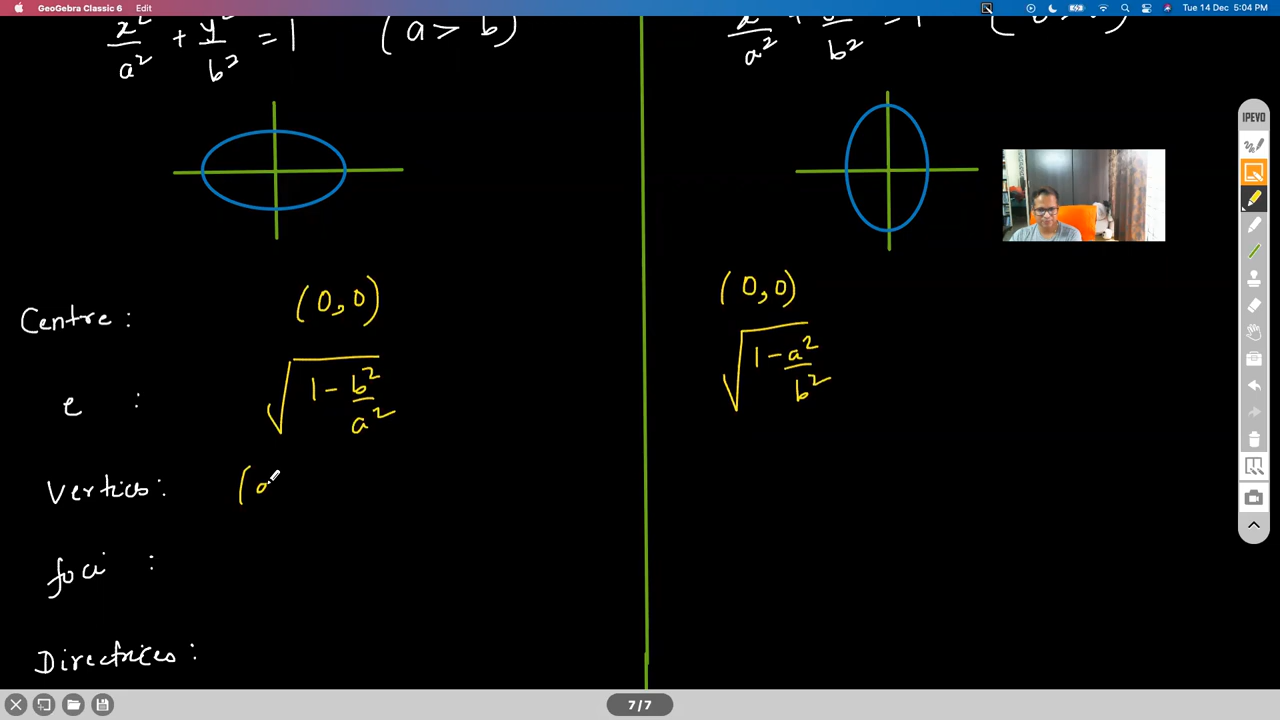 GeoGebra Classic 6 Edit Tue 14 Dec 5:04 PM
x²/a² + y²/b² = 1 (a > b)
IPEVO
Centre : (0,0) (0,0)
e : √(1 - b²/a²) √(1 - a²/b²)
Vertices: (a
foci :
Directrices :
7/7